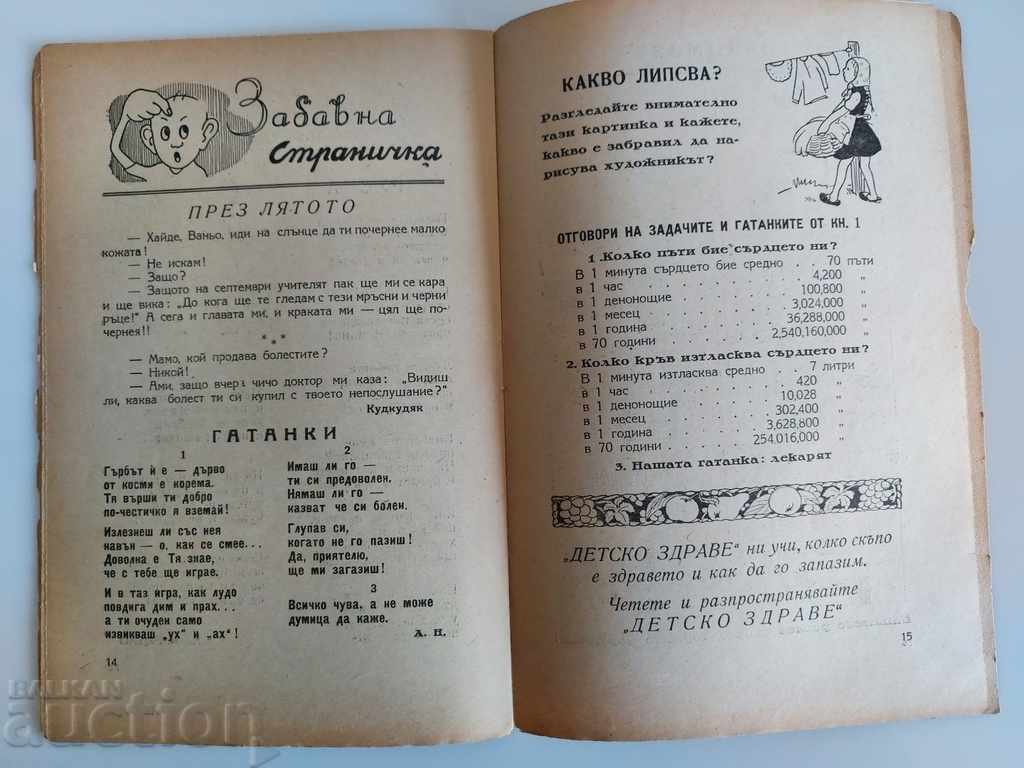 Забавна
Страничка
ПРЕЗ ЛЯТОТО
— Хайде, Ваньо, иди на слънце да ти почернее малко
кожата!
— Не искам!
— Защо?
— Защото на септември учителят пак ще ми се кара
и ще вика: „До кога ще те гледам с тези мръсни и черни
ръце!" А сега и главата ми, и краката ми — цял ще по-
чернея!!
* * *
— Мамо, кой продава болестите?
— Никой!
— Ами, защо вчера чичо доктор ми каза: „Видиш
ли, каква болест ти си купил с твоето непослушание?"
Кудкудяк
ГАТАНКИ
1
Гърбът ѝ е — дърво
от косми е корема.
Тя върши ти добро
по-честичко я вземай!
Излезнеш ли със нея
навън — о, как се смее...
Доволна е Тя знае,
че с тебе ще играе.
И в таз игра, как лудо
повдига дим и прах...
а ти очуден само
извикваш „ух" и „ах"!
2
Имаш ли го —
ти си предоволен.
Нямаш ли го —
казват че си болен.
Глупав си,
когато не го пазиш!
Да, приятелю,
ще ми загазиш!
3
Всичко чува, а не може
думица да каже.
А. Н.
14
КАКВО ЛИПСВА?
Разгледайте внимателно
тази картинка и кажете,
какво е забравил да на-
рисува художникът?
ОТГОВОРИ НА ЗАДАЧИТЕ И ГАТАНКИТЕ ОТ КН. 1
1. Колко пъти бие сърцето ни?
В 1 минута сърдцето бие средно . . 70 пъти
в 1 час . . . . . . . . 4,200 „
в 1 денонощие . . . . . . 100,800 „
в 1 месец . . . . . . . 3,024,000 „
в 1 година . . . . . . . 36,288,000 „
в 70 години . . . . . . 2,540,160,000 „
2. Колко кръв изтласква сърдцето ни?
В 1 минута изтласква средно . . 7 литри
в 1 час . . . . . . . . 420 „
в 1 денонощие . . . . . . 10,028 „
в 1 месец . . . . . . . 302,400 „
в 1 година . . . . . . . 3,628,800 „
в 70 години . . . . . . 254,016,000 „
3. Нашата гатанка: лекарят
„ДЕТСКО ЗДРАВЕ" ни учи, колко скъпо
е здравето и как да го запазим.
Четете и разпространявайте
„ДЕТСКО ЗДРАВЕ"
15
BALKAN
auction